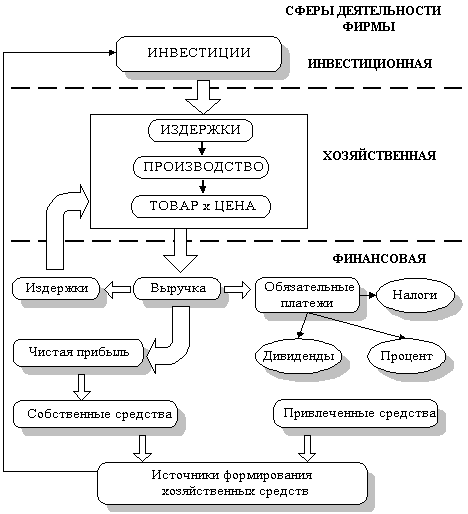 СФЕРЫ ДЕЯТЕЛЬНОСТИ
ФИРМЫ
ИНВЕСТИЦИИ
ИНВЕСТИЦИОННАЯ
ИЗДЕРЖКИ
ПРОИЗВОДСТВО
ХОЗЯЙСТВЕННАЯ
ТОВАР х ЦЕНА
ФИНАНСОВАЯ
Издержки
Выручка
Обязательные
платежи
Налоги
Чистая прибыль
Дивиденды
Процент
Собственные средства
Привлеченные средства
Источники формирования
хозяйственных средств